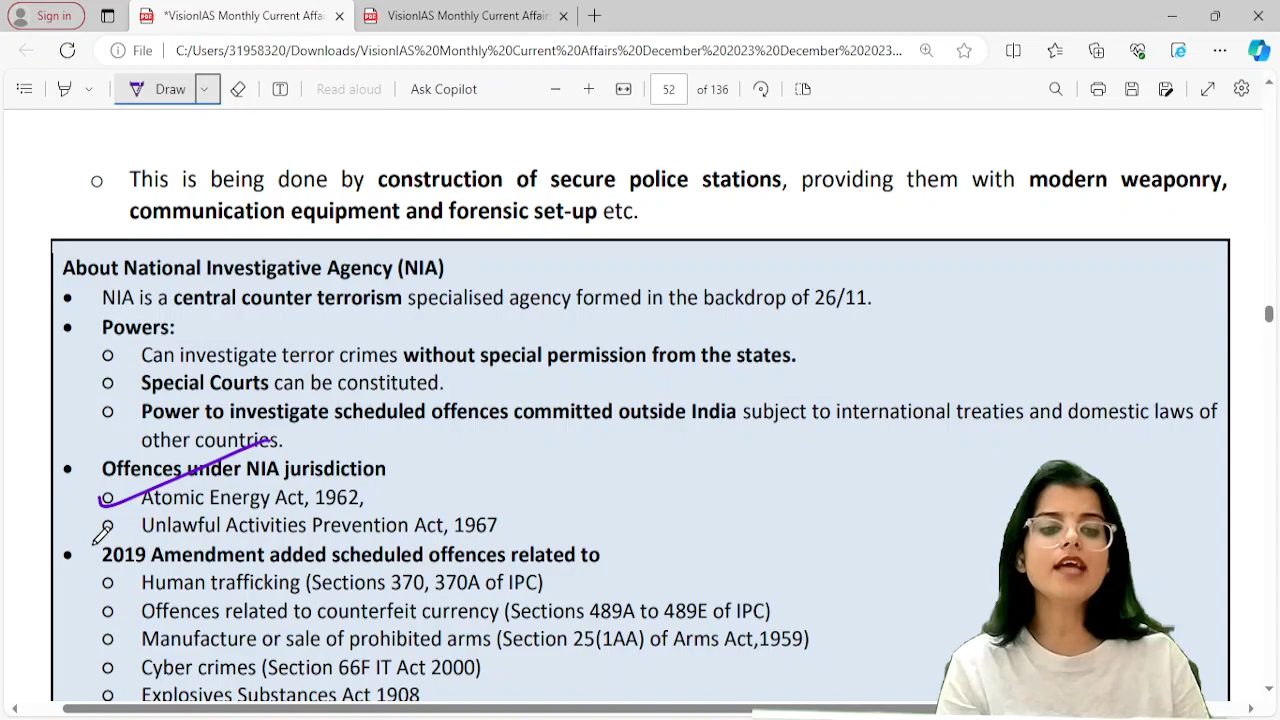 Sign in
*VisionIAS Monthly Current Affai
VisionIAS Monthly Current Affair
File
C:/Users/31958320/Downloads/VisionIAS%20Monthly%20Current%20Affairs%20December%202023%20December%202023...
Draw
Read aloud
Ask Copilot
52
of 136
o This is being done by construction of secure police stations, providing them with modern weaponry,
communication equipment and forensic set-up etc.
About National Investigative Agency (NIA)
• NIA is a central counter terrorism specialised agency formed in the backdrop of 26/11.
• Powers:
o Can investigate terror crimes without special permission from the states.
o Special Courts can be constituted.
o Power to investigate scheduled offences committed outside India subject to international treaties and domestic laws of
other countries.
• Offences under NIA jurisdiction
o Atomic Energy Act, 1962,
o Unlawful Activities Prevention Act, 1967
• 2019 Amendment added scheduled offences related to
o Human trafficking (Sections 370, 370A of IPC)
o Offences related to counterfeit currency (Sections 489A to 489E of IPC)
o Manufacture or sale of prohibited arms (Section 25(1AA) of Arms Act,1959)
o Cyber crimes (Section 66F IT Act 2000)
o Explosives Substances Act 1908